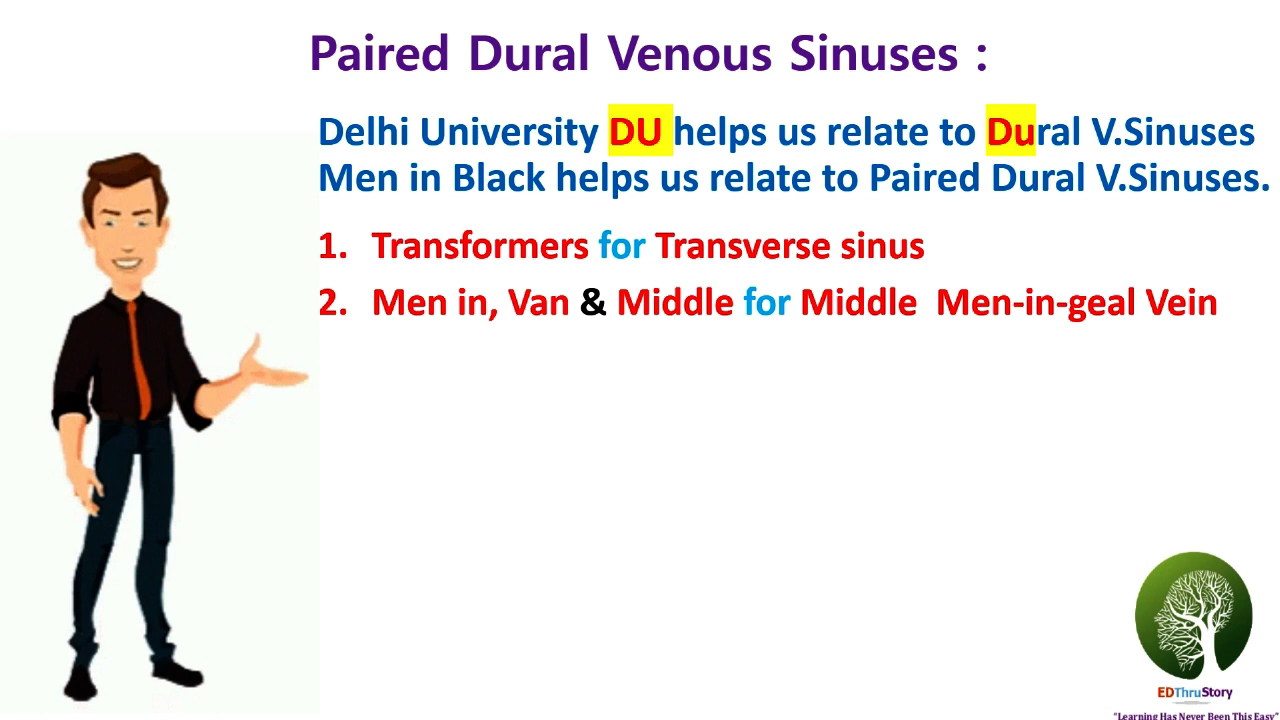 Paired Dural Venous Sinuses :
Delhi University DU helps us relate to Dural V.Sinuses
Men in Black helps us relate to Paired Dural V.Sinuses.
1. Transformers for Transverse sinus
2. Men in, Van & Middle for Middle Men-in-geal Vein
EDThruStory
"Learning Has Never Been This Easy"